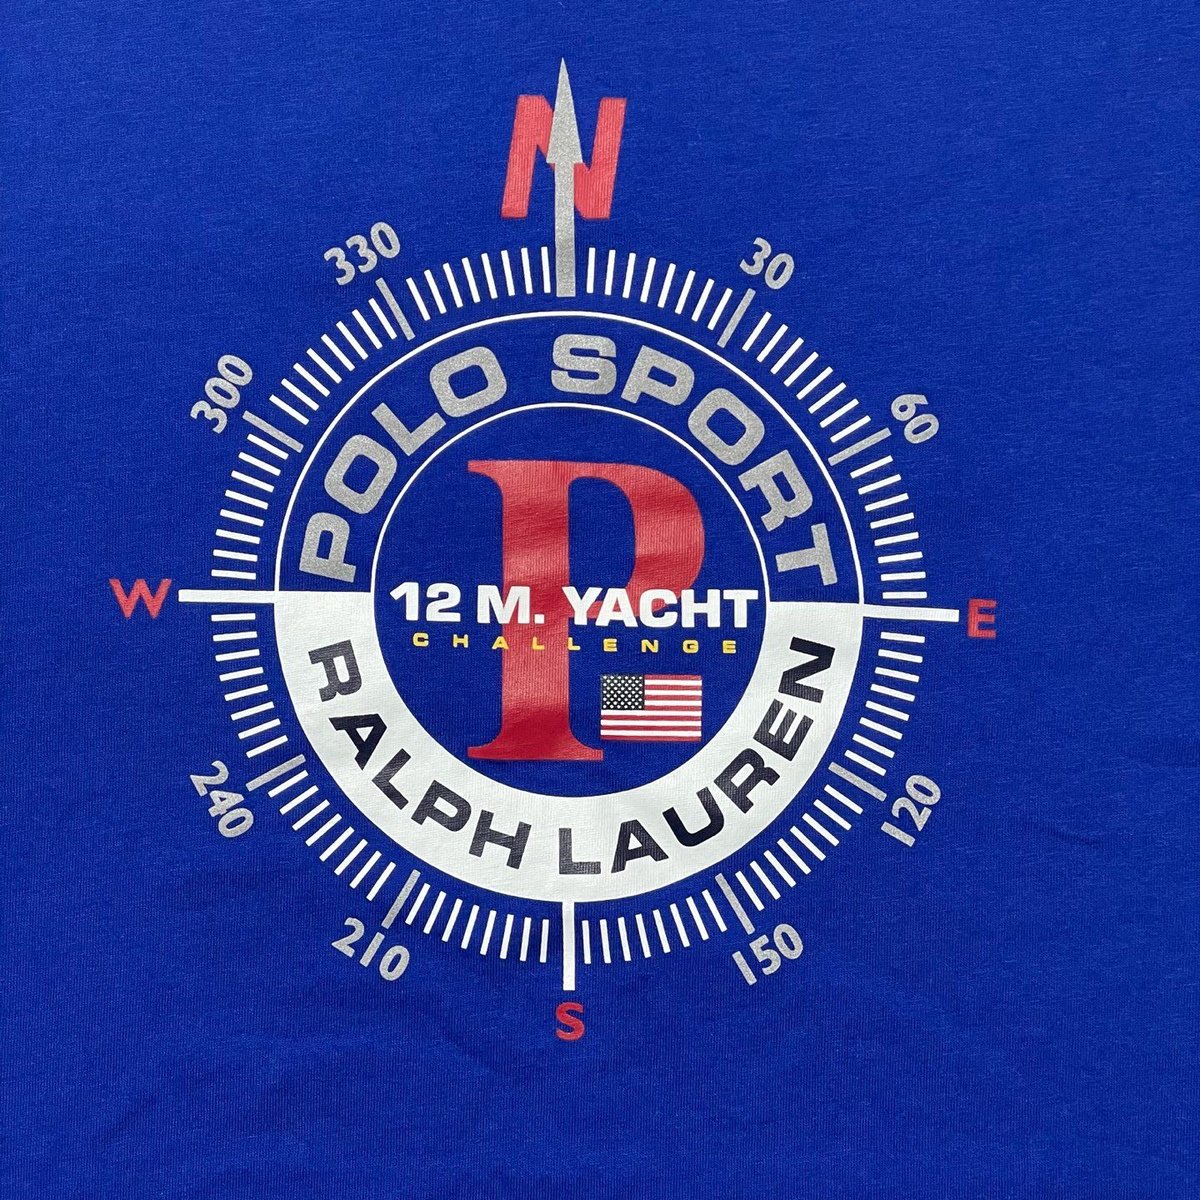 N
330
30
300
60
POLO SPORT
P
12 M. YACHT
CHALLENGE
W
E
RALPH LAUREN
240
120
210
150
S